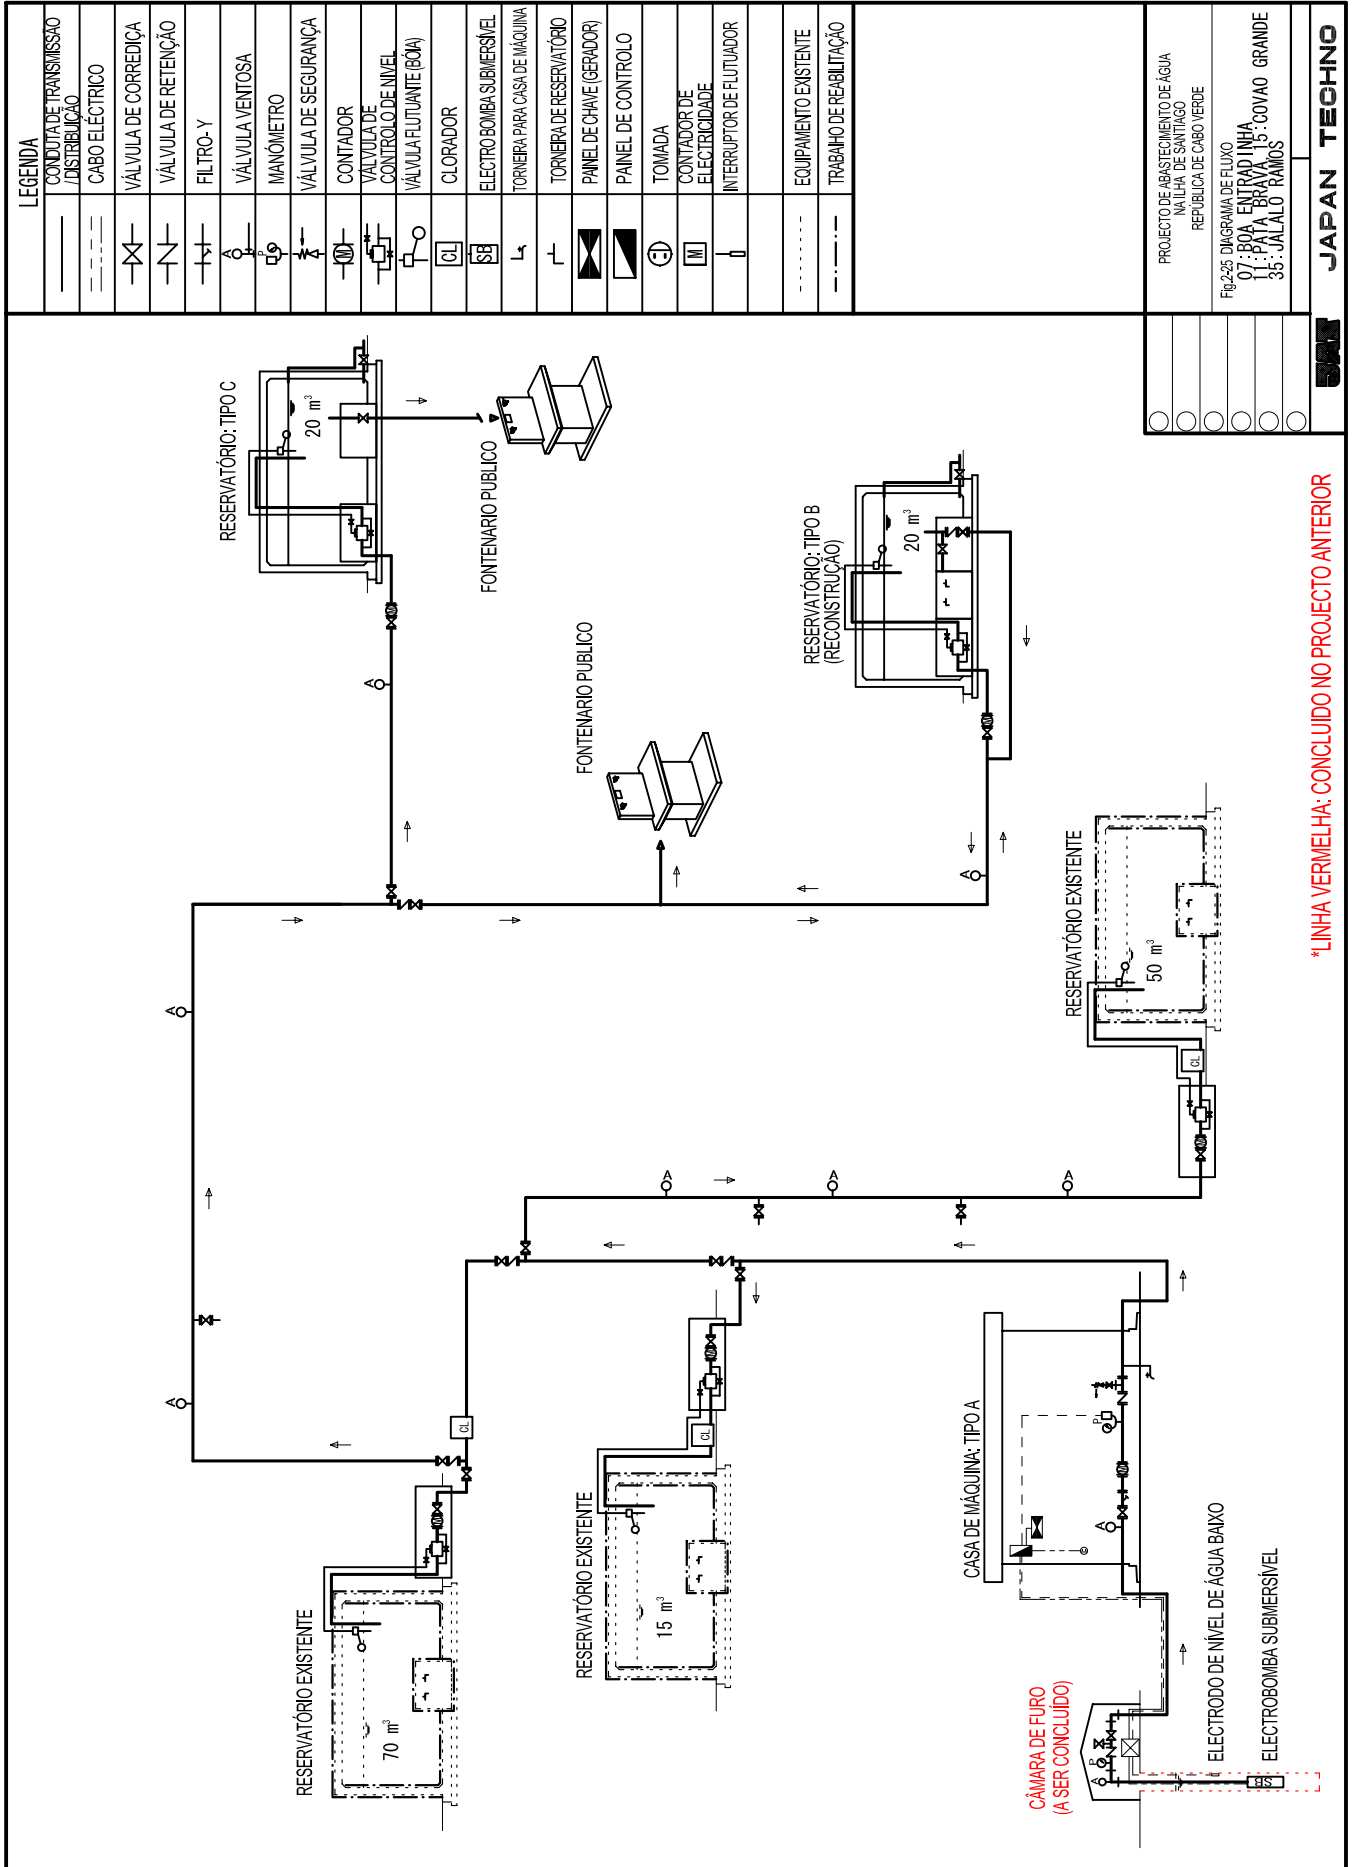 LEGENDA
CONDUTA DE TRANSMISSÃO
/DISTRIBUIÇÃO
CABO ELÉCTRICO
VÁLVULA DE CORREDIÇA
VÁLVULA DE RETENÇÃO
FILTRO-Y
A
VÁLVULA VENTOSA
P
MANÓMETRO
VÁLVULA DE SEGURANÇA
M
CONTADOR
VÁLVULA DE
CONTROLO DE NIVEL
VÁLVULA FLUTUANTE (BÓIA)
CL
CLORADOR
SB
ELECTRO BOMBA SUBMERSÍVEL
TORNEIRA PARA CASA DE MÁQUINA
TORNEIRA DE RESERVATÓRIO
PAINEL DE CHAVE (GERADOR)
PAINEL DE CONTROLO
TOMADA
M
CONTADOR DE
ELECTRICIDADE
INTERRUPTOR DE FLUTUADOR
EQUIPAMENTO EXISTENTE
TRABAlHO DE REABILITAÇÃO
PROJECTO DE ABASTECIMENTO DE ÁGUA
NA ILHA DE SANTIAGO
REPÚBLICA DE CABO VERDE
Fig.2-25 DIAGRAMA DE FLUXO
07:BOA ENTRADINHA
11:PATA BRAVA 15:COVAO GRANDE
35:JALALO RAMOS
JAPAN TECHNO
RESERVATÓRIO: TIPO C
20 m³
FONTENARIO PUBLICO
A
FONTENARIO PUBLICO
RESERVATÓRIO: TIPO B
(RECONSTRUÇÃO)
20 m³
A
A
A
RESERVATÓRIO EXISTENTE
50 m³
CL
A
A
A
CL
RESERVATÓRIO EXISTENTE
70 m³
RESERVATÓRIO EXISTENTE
15 m³
CL
CASA DE MÁQUINA: TIPO A
P
A
CÂMARA DE FURO
(A SER CONCLUÍDO)
A
P
SB
ELECTRODO DE NÍVEL DE ÁGUA BAIXO
ELECTROBOMBA SUBMERSÍVEL
*LINHA VERMELHA: CONCLUIDO NO PROJECTO ANTERIOR